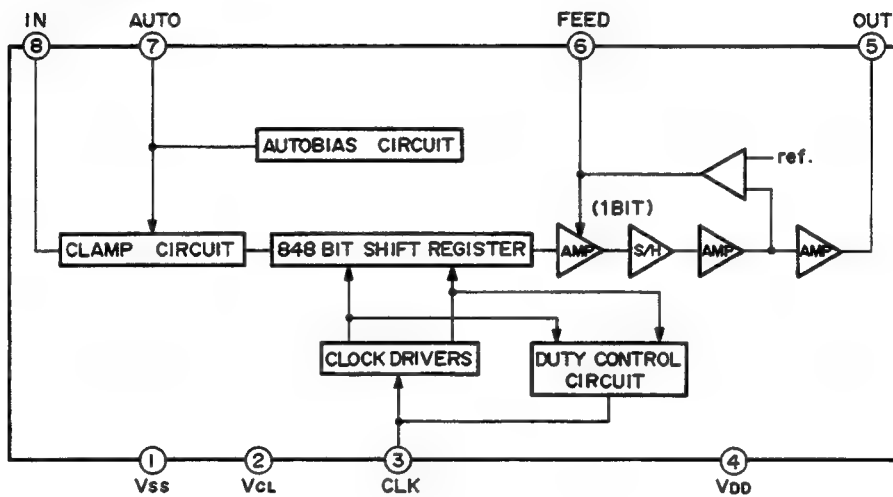 IN AUTO FEED OUT
8 7 6 5
AUTOBIAS CIRCUIT
ref.
(1BIT)
CLAMP CIRCUIT 848 BIT SHIFT REGISTER AMP S/H AMP AMP
CLOCK DRIVERS DUTY CONTROL
CIRCUIT
1 2 3 4
VSS VCL CLK VDD